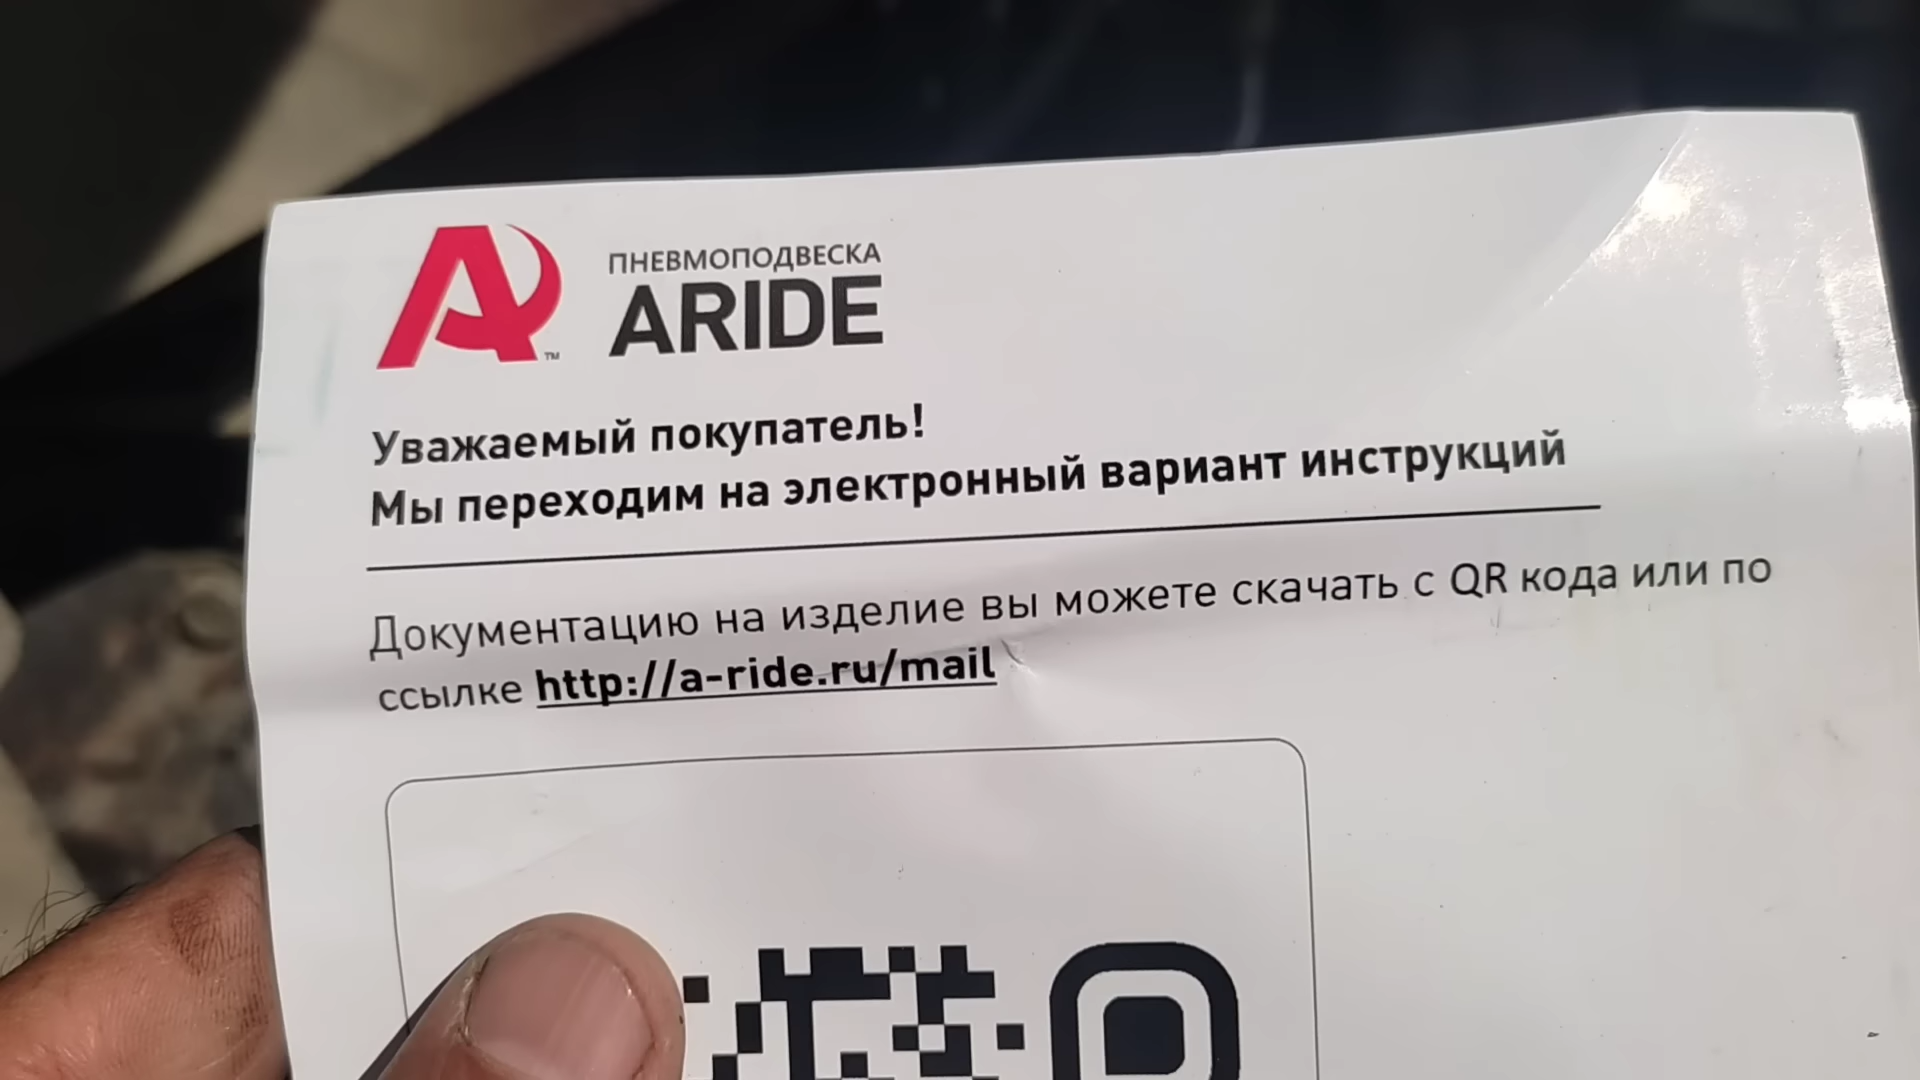 ПНЕВМОПОДВЕСКА
ARIDE
TM
Уважаемый покупатель!
Мы переходим на электронный вариант инструкций
Документацию на изделие вы можете скачать с QR кода или по
ссылке http://a-ride.ru/mail